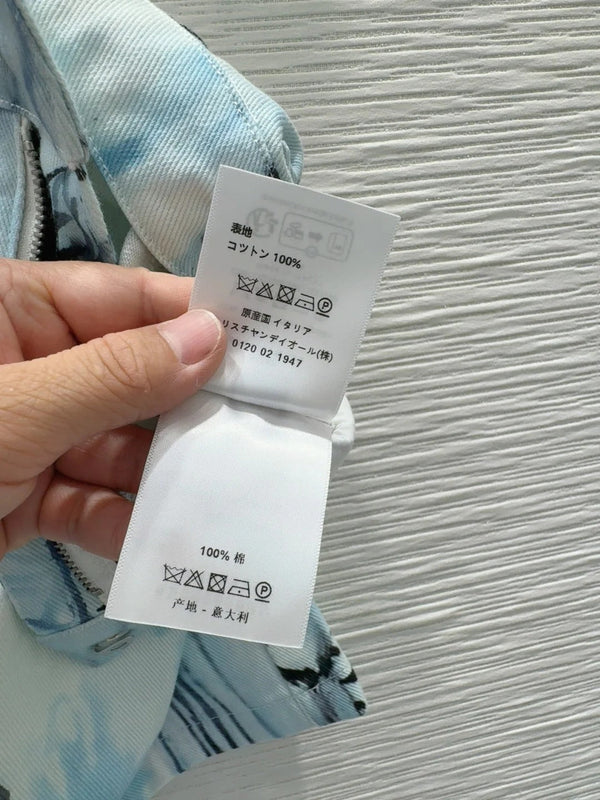 表地
コットン 100%
原産国 イタリア
リスチャンディオール(株)
0120 02 1947
100% 棉
产地 - 意大利